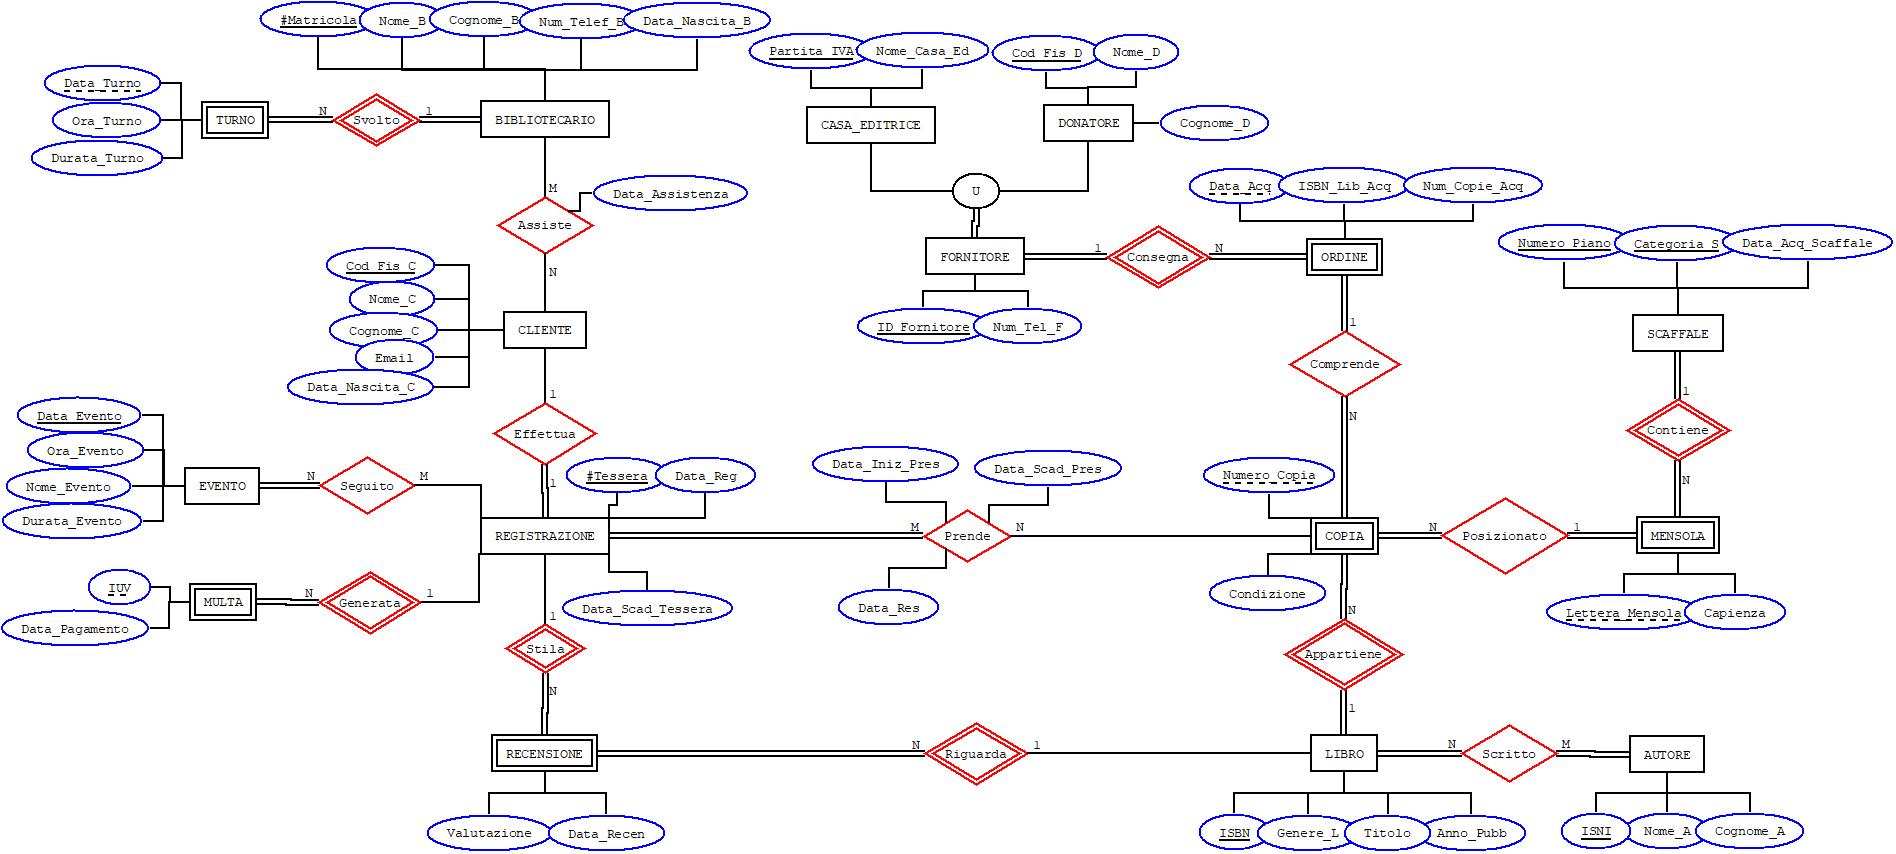 #Matricola
Nome_B
Cognome_B
Num_Telef_B
Data_Nascita_B
Partita_IVA
Nome_Casa_Ed
Cod_Fis_D
Nome_D
Data_Turno
Ora_Turno
Durata_Turno
TURNO
N
Svolto
1
BIBLIOTECARIO
CASA_EDITRICE
DONATORE
Cognome_D
M
Data_Assistenza
Assiste
N
U
Data_Acq
ISBN_Lib_Acq
Num_Copie_Acq
FORNITORE
1
Consegna
N
ORDINE
Numero_Piano
Categoria_S
Data_Acq_Scaffale
Cod_Fis_C
Nome_C
Cognome_C
Email
Data_Nascita_C
CLIENTE
ID_Fornitore
Num_Tel_F
1
Comprende
N
SCAFFALE
1
Contiene
N
1
Effettua
1
Data_Evento
Ora_Evento
Nome_Evento
Durata_Evento
EVENTO
N
Seguito
M
#Tessera
Data_Reg
Data_Iniz_Pres
Data_Scad_Pres
Numero_Copia
REGISTRAZIONE
M
Prende
N
COPIA
N
Posizionato
1
MENSOLA
IUV
Data_Pagamento
MULTA
N
Generata
1
Data_Scad_Tessera
Data_Res
Condizione
Lettera_Mensola
Capienza
1
Stila
N
N
Appartiene
1
RECENSIONE
N
Riguarda
1
LIBRO
N
Scritto
M
AUTORE
Valutazione
Data_Recen
ISBN
Genere_L
Titolo
Anno_Pubb
ISNI
Nome_A
Cognome_A